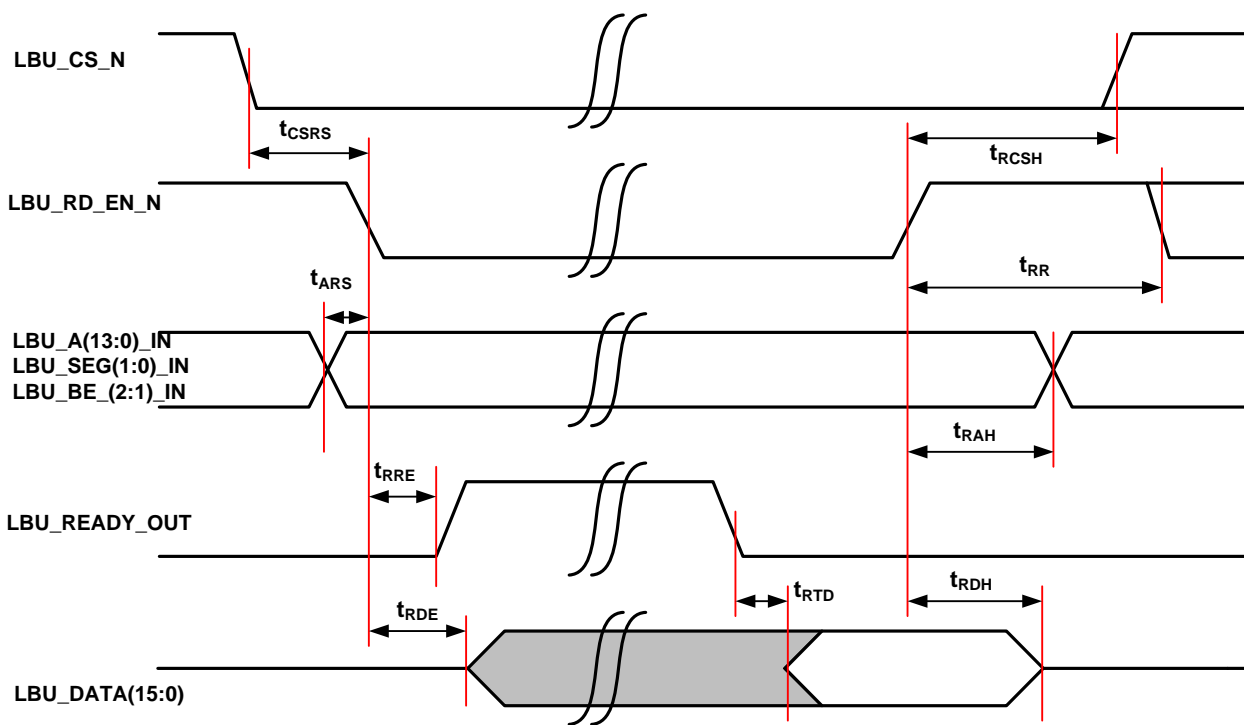 LBU_CS_N
tCSRS
tRCSH
LBU_RD_EN_N
tARS
tRR
LBU_A(13:0)_IN
LBU_SEG(1:0)_IN
LBU_BE_(2:1)_IN
tRAH
tRRE
LBU_READY_OUT
tRTD
tRDH
tRDE
LBU_DATA(15:0)